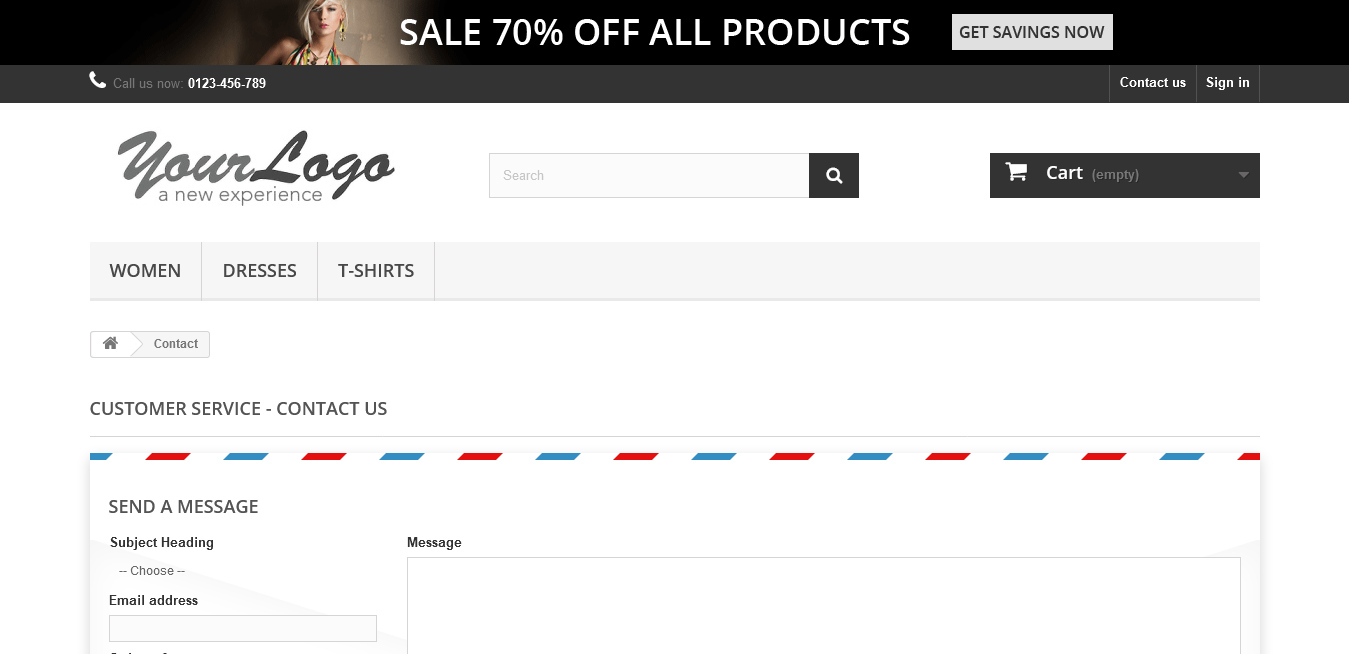 SALE 70% OFF ALL PRODUCTS GET SAVINGS NOW
Call us now: 0123-456-789 Contact us Sign in
YourLogo
a new experience
Search
Cart (empty)
WOMEN DRESSES T-SHIRTS
Contact
CUSTOMER SERVICE - CONTACT US
SEND A MESSAGE
Subject Heading Message
-- Choose --
Email address